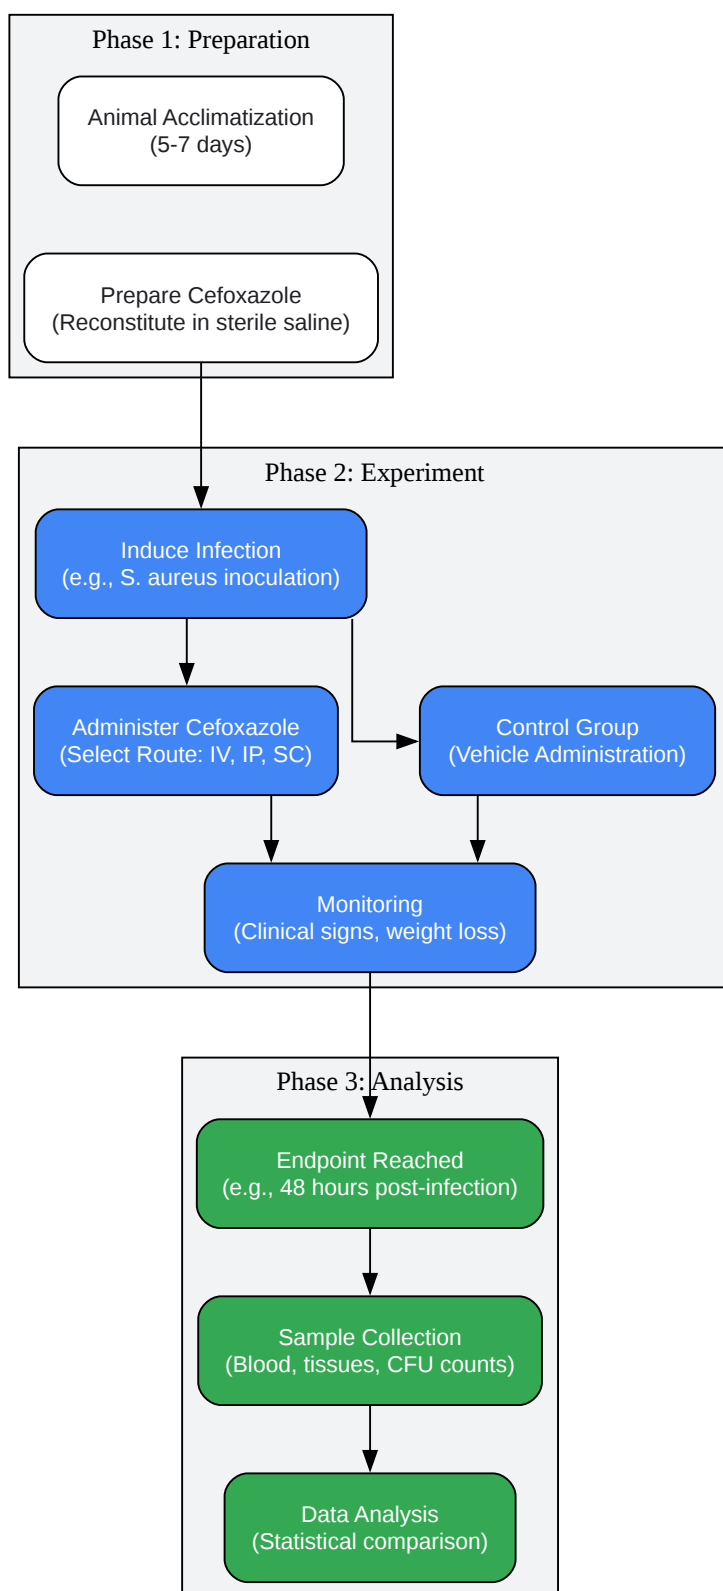 Phase 1: Preparation
Animal Acclimatization
(5-7 days)
Prepare Cefoxazole
(Reconstitute in sterile saline)
Phase 2: Experiment
Induce Infection
(e.g., S. aureus inoculation)
Administer Cefoxazole
(Select Route: IV, IP, SC)
Control Group
(Vehicle Administration)
Monitoring
(Clinical signs, weight loss)
Phase 3: Analysis
Endpoint Reached
(e.g., 48 hours post-infection)
Sample Collection
(Blood, tissues, CFU counts)
Data Analysis
(Statistical comparison)